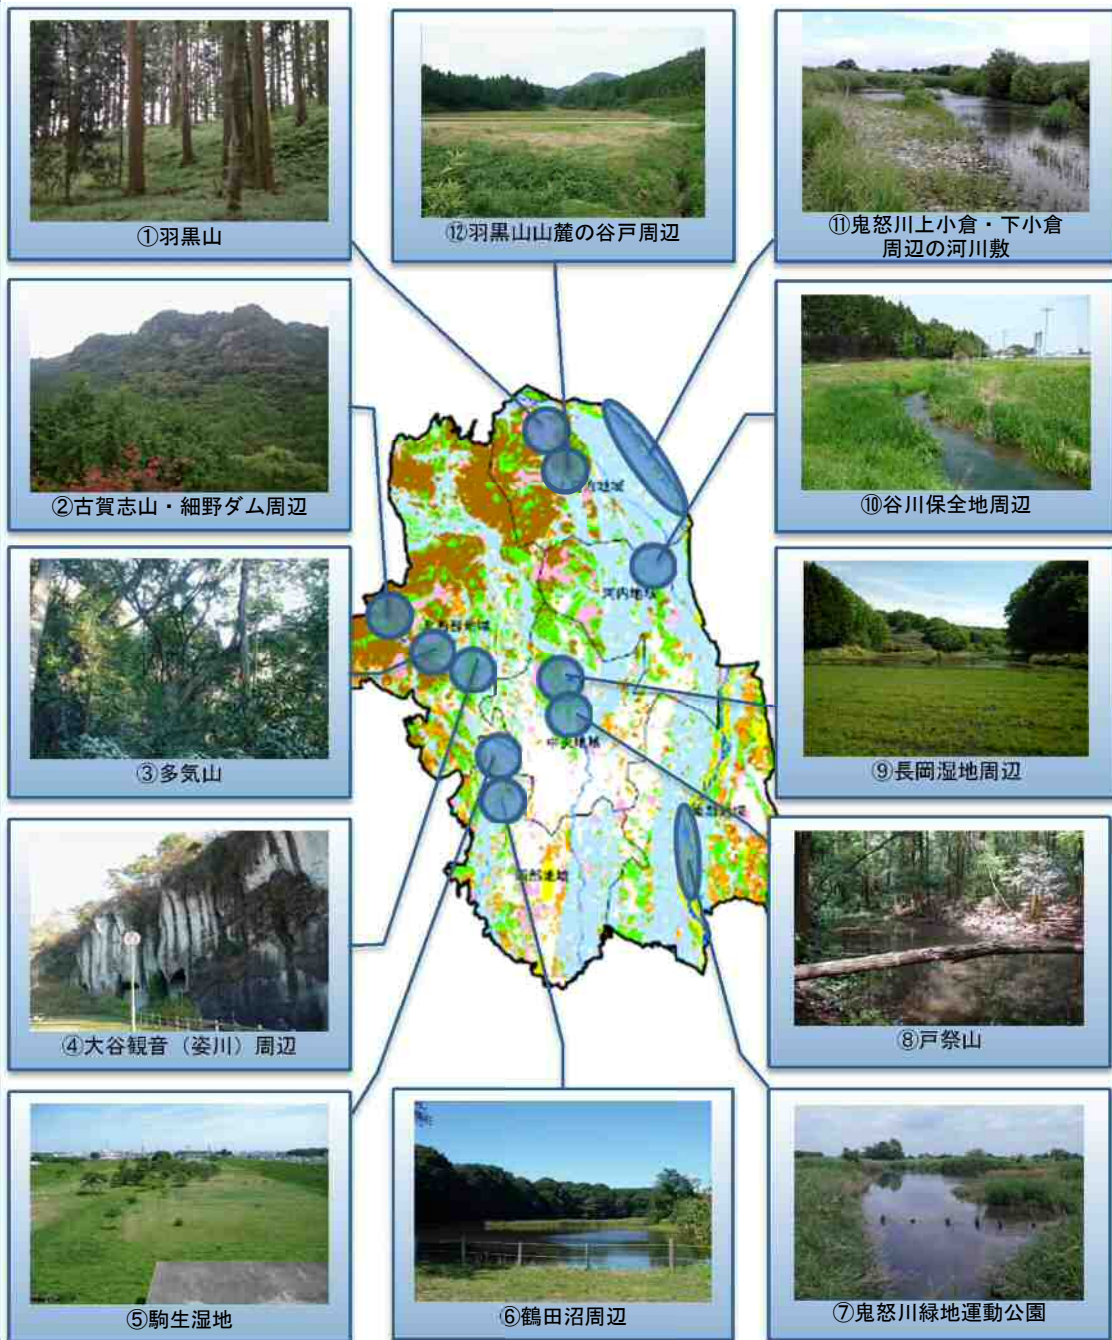 ①羽黒山
⑫羽黒山山麓の谷戸周辺
⑪鬼怒川上小倉・下小倉
周辺の河川敷
②古賀志山・細野ダム周辺
⑩谷川保全地周辺
河内地域
③多気山
⑨長岡湿地周辺
中央地域
④大谷観音（姿川）周辺
⑧戸祭山
⑤駒生湿地
⑥鶴田沼周辺
⑦鬼怒川緑地運動公園